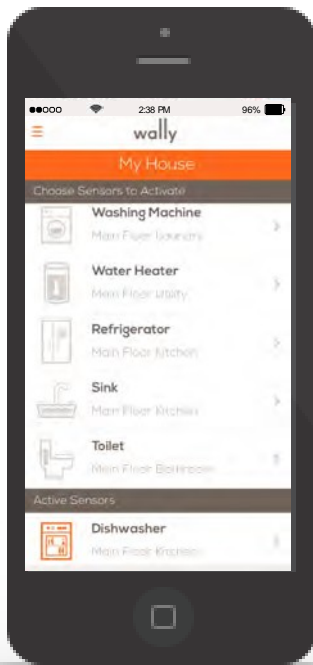 2:38 PM
96%
wally
My House
Choose Sensors to Activate
Washing Machine
Main Floor Laundry
Water Heater
Main Floor Utility
Refrigerator
Main Floor Kitchen
Sink
Main Floor Kitchen
Toilet
Main Floor Bathroom
Active Sensors
Dishwasher
Main Floor Kitchen